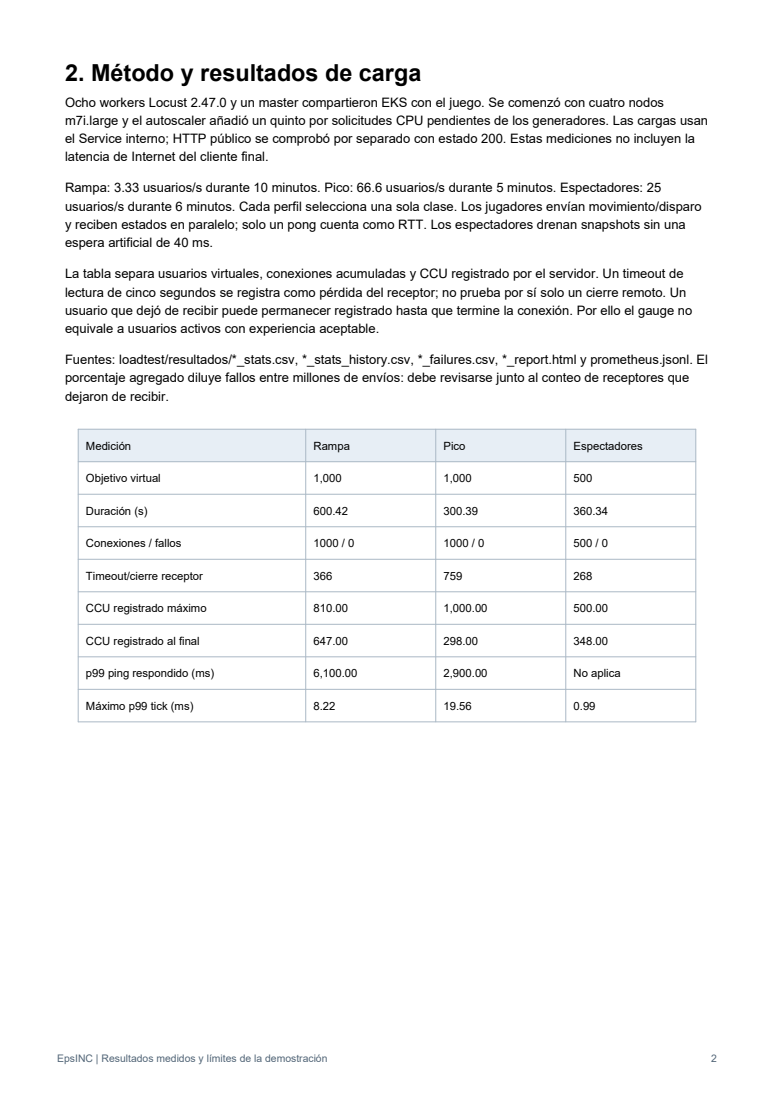 2. Método y resultados de carga
Ocho workers Locust 2.47.0 y un master compartieron EKS con el juego. Se comenzó con cuatro nodos
m7i.large y el autoscaler añadió un quinto por solicitudes CPU pendientes de los generadores. Las cargas usan
el Service interno; HTTP público se comprobó por separado con estado 200. Estas mediciones no incluyen la
latencia de Internet del cliente final.
Rampa: 3.33 usuarios/s durante 10 minutos. Pico: 66.6 usuarios/s durante 5 minutos. Espectadores: 25
usuarios/s durante 6 minutos. Cada perfil selecciona una sola clase. Los jugadores envían movimiento/disparo
y reciben estados en paralelo; solo un pong cuenta como RTT. Los espectadores drenan snapshots sin una
espera artificial de 40 ms.
La tabla separa usuarios virtuales, conexiones acumuladas y CCU registrado por el servidor. Un timeout de
lectura de cinco segundos se registra como pérdida del receptor; no prueba por sí solo un cierre remoto. Un
usuario que dejó de recibir puede permanecer registrado hasta que termine la conexión. Por ello el gauge no
equivale a usuarios activos con experiencia aceptable.
Fuentes: loadtest/resultados/*_stats.csv, *_stats_history.csv, *_failures.csv, *_report.html y prometheus.jsonl. El
porcentaje agregado diluye fallos entre millones de envíos: debe revisarse junto al conteo de receptores que
dejaron de recibir.
Medición Rampa Pico Espectadores
Objetivo virtual 1,000 1,000 500
Duración (s) 600.42 300.39 360.34
Conexiones / fallos 1000 / 0 1000 / 0 500 / 0
Timeout/cierre receptor 366 759 268
CCU registrado máximo 810.00 1,000.00 500.00
CCU registrado al final 647.00 298.00 348.00
p99 ping respondido (ms) 6,100.00 2,900.00 No aplica
Máximo p99 tick (ms) 8.22 19.56 0.99
EpsINC | Resultados medidos y límites de la demostración 2